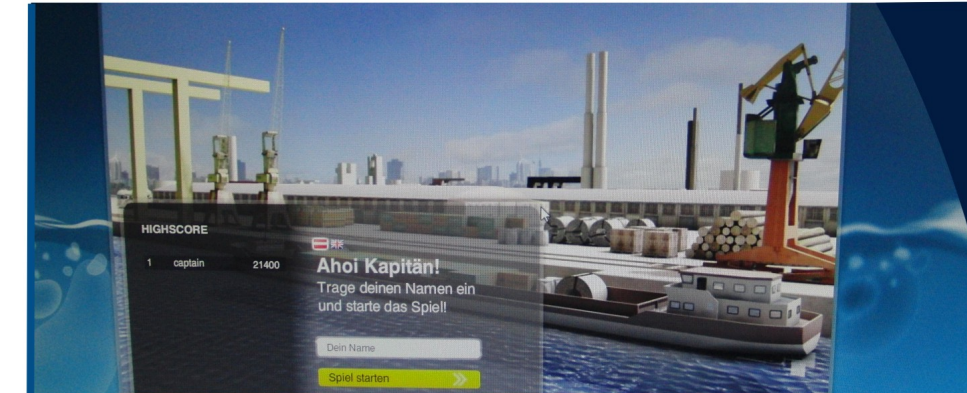 HIGHSCORE
1 captain 21400
Ahoi Kapitän!
Trage deinen Namen ein
und starte das Spiel!
Dein Name
Spiel starten